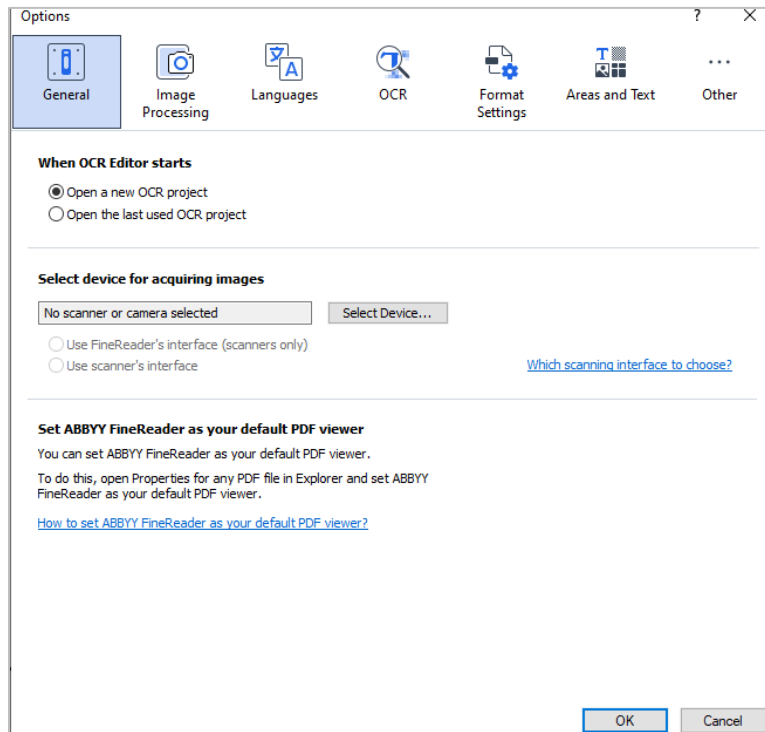 Options ? X
General
Image
Processing
Languages
OCR
Format
Settings
Areas and Text
Other
When OCR Editor starts
Open a new OCR project
Open the last used OCR project
Select device for acquiring images
No scanner or camera selected
Select Device...
Use FineReader's interface (scanners only)
Use scanner's interface
Which scanning interface to choose?
Set ABBYY FineReader as your default PDF viewer
You can set ABBYY FineReader as your default PDF viewer.
To do this, open Properties for any PDF file in Explorer and set ABBYY
FineReader as your default PDF viewer.
How to set ABBYY FineReader as your default PDF viewer?
OK
Cancel